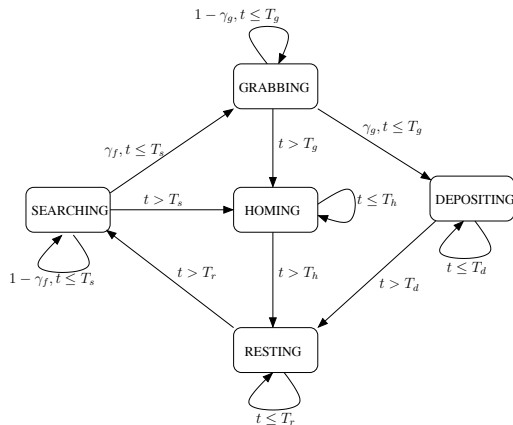 1 − γg, t ≤ Tg
GRABBING
γf, t ≤ Ts
t > Tg
γg, t ≤ Tg
SEARCHING
t > Ts
HOMING
t ≤ Th
DEPOSITING
1 − γf, t ≤ Ts
t > Tr
t > Th
t > Td
t ≤ Td
RESTING
t ≤ Tr